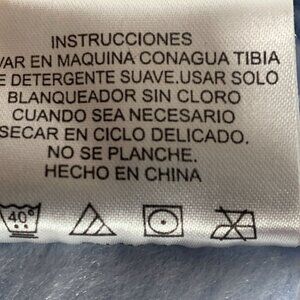 INSTRUCCIONES
VAR EN MAQUINA CONAGUA TIBIA
E DETERGENTE SUAVE.USAR SOLO
BLANQUEADOR SIN CLORO
CUANDO SEA NECESARIO
SECAR EN CICLO DELICADO.
NO SE PLANCHE.
HECHO EN CHINA
40°